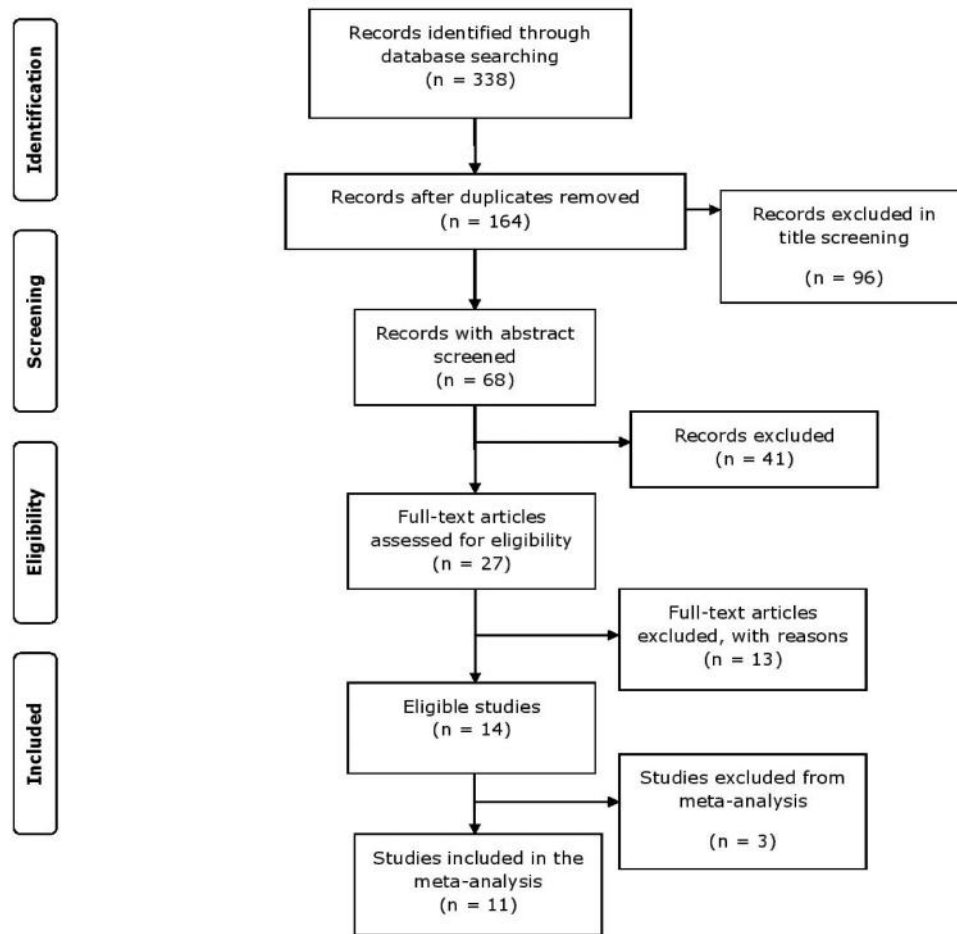 Identification
Records identified through
database searching
(n = 338)
Records after duplicates removed
(n = 164)
Records excluded in
title screening
(n = 96)
Screening
Records with abstract
screened
(n = 68)
Records excluded
(n = 41)
Eligibility
Full-text articles
assessed for eligibility
(n = 27)
Full-text articles
excluded, with reasons
(n = 13)
Included
Eligible studies
(n = 14)
Studies excluded from
meta-analysis
(n = 3)
Studies included in the
meta-analysis
(n = 11)